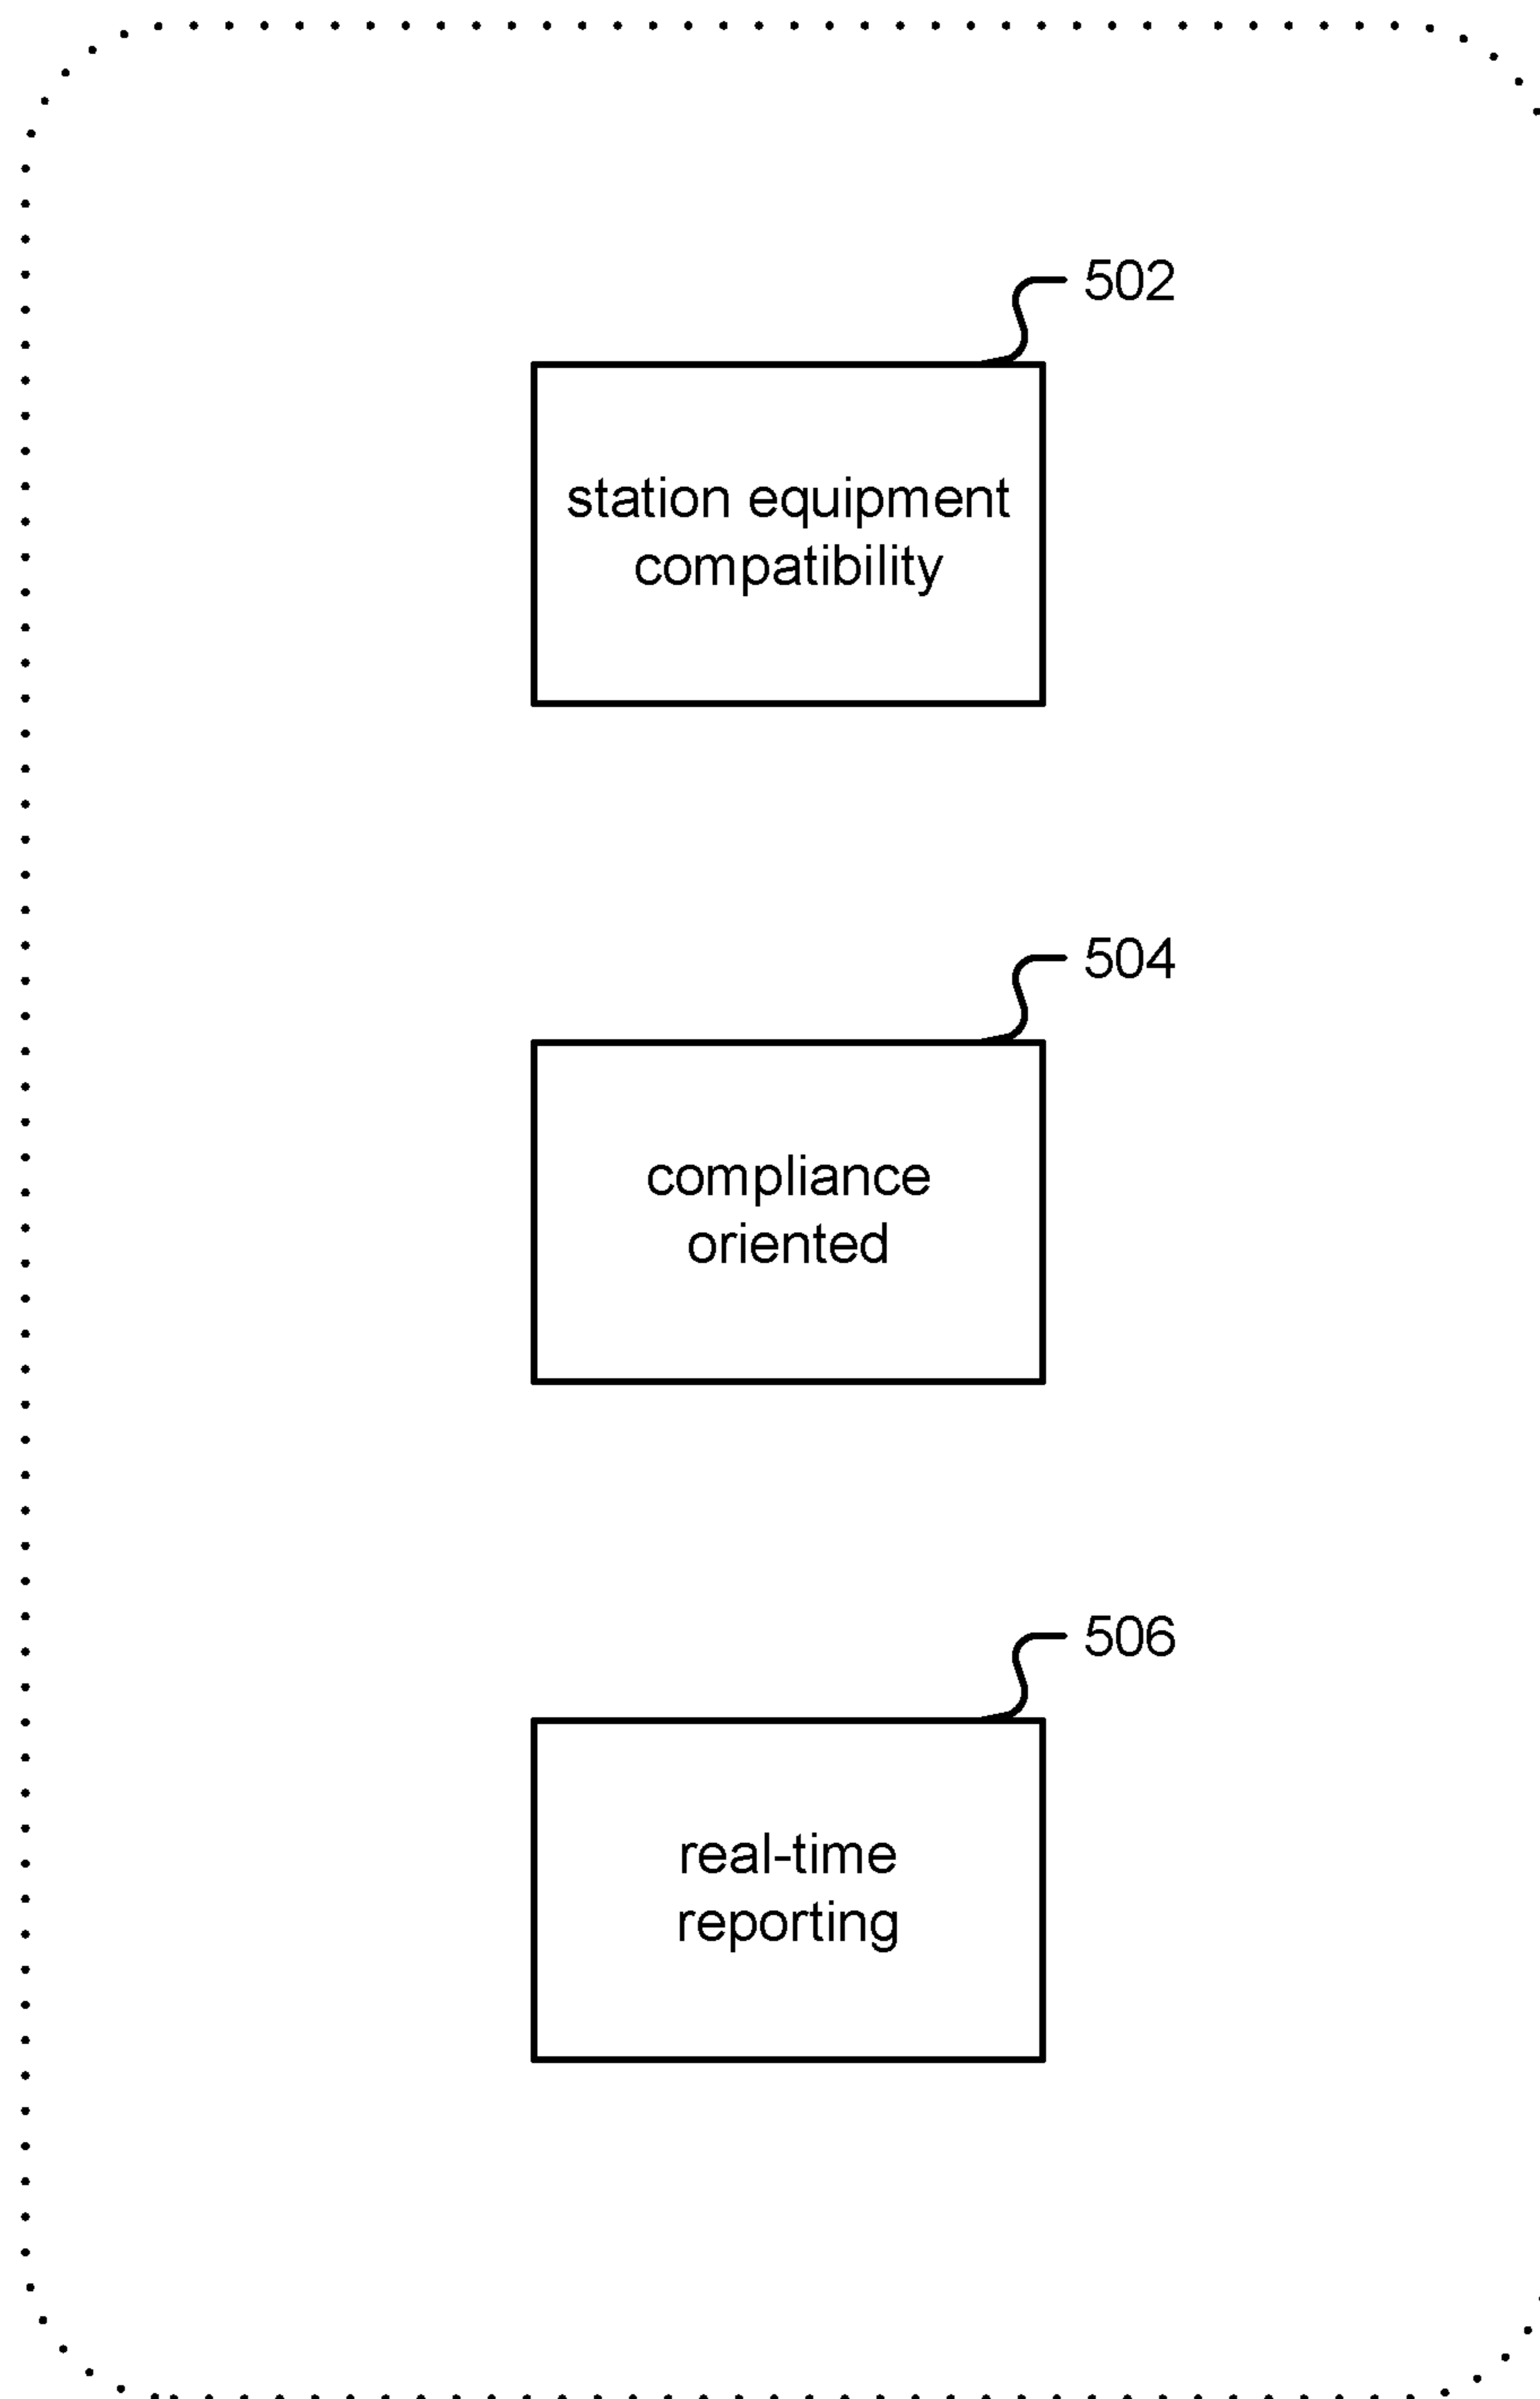 502
station equipment
compatibility
504
compliance
oriented
506
real-time
reporting